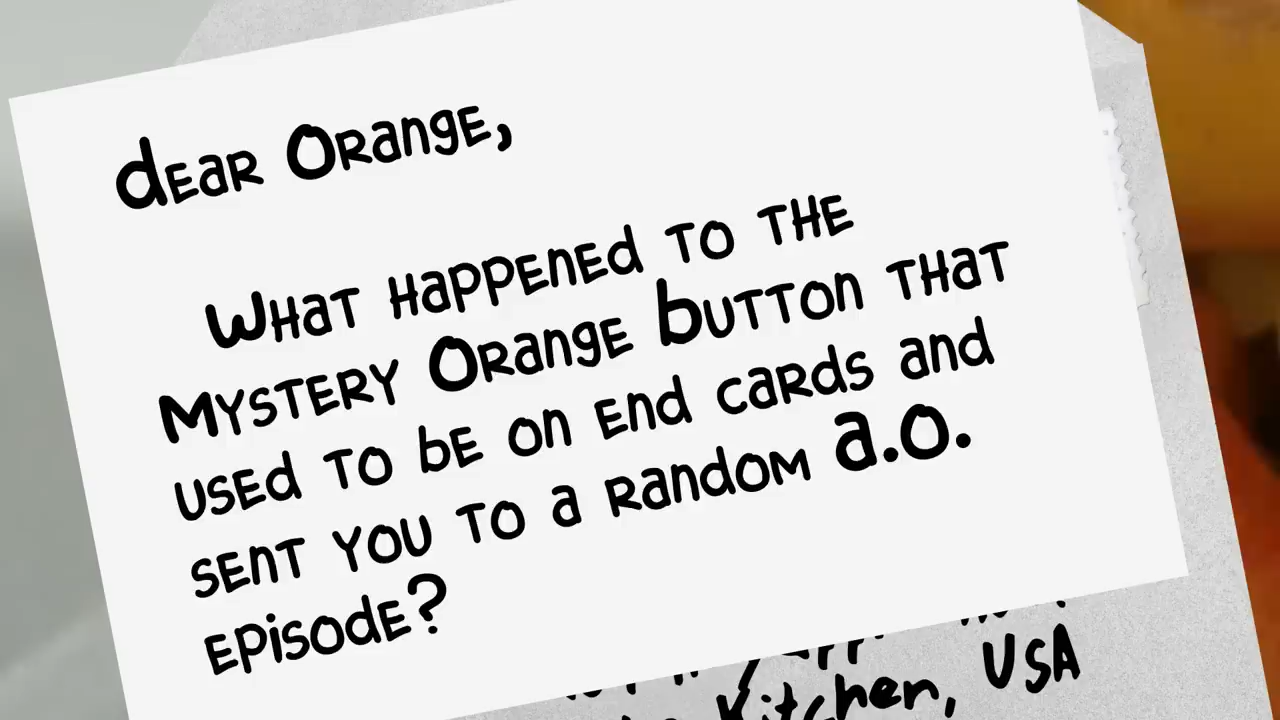 dear Orange,
What happened to the
mystery Orange button that
used to be on end cards and
sent you to a random a.o.
episode?
Kitchen, USA